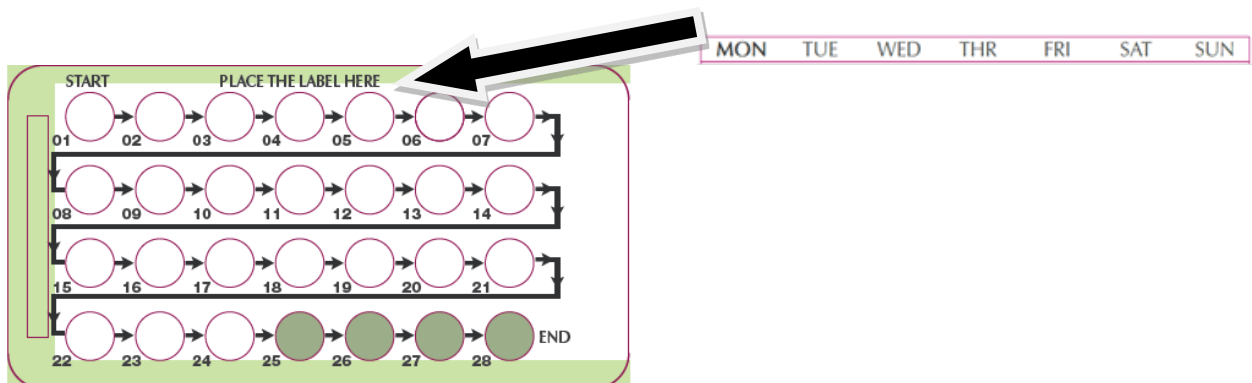 MON TUE WED THR FRI SAT SUN
START PLACE THE LABEL HERE
01 02 03 04 05 06 07
08 09 10 11 12 13 14
15 16 17 18 19 20 21
END
22 23 24 25 26 27 28